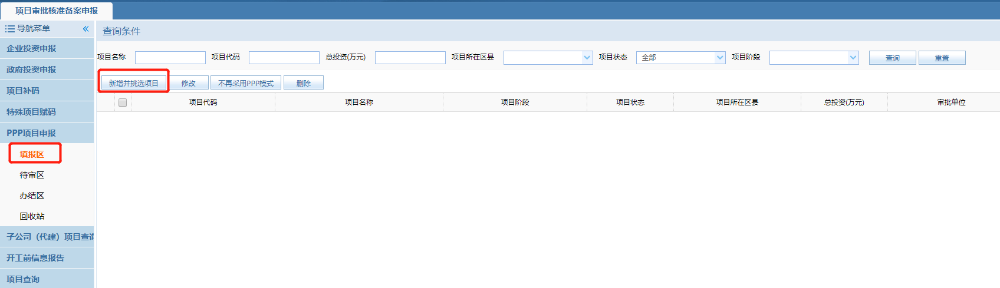 项目审批核准备案申报
导航菜单
企业投资申报
政府投资申报
项目补码
特殊项目赋码
PPP项目申报
填报区
待审区
办结区
回收站
子公司（代建）项目查询
开工前信息报告
项目查询
查询条件
项目名称 项目代码 总投资(万元) 项目所在区县 项目状态 全部 项目阶段 查询 重置
新增并挑选项目 修改 不再采用PPP模式 删除
项目代码 项目名称 项目阶段 项目状态 项目所在区县 总投资(万元) 审批单位